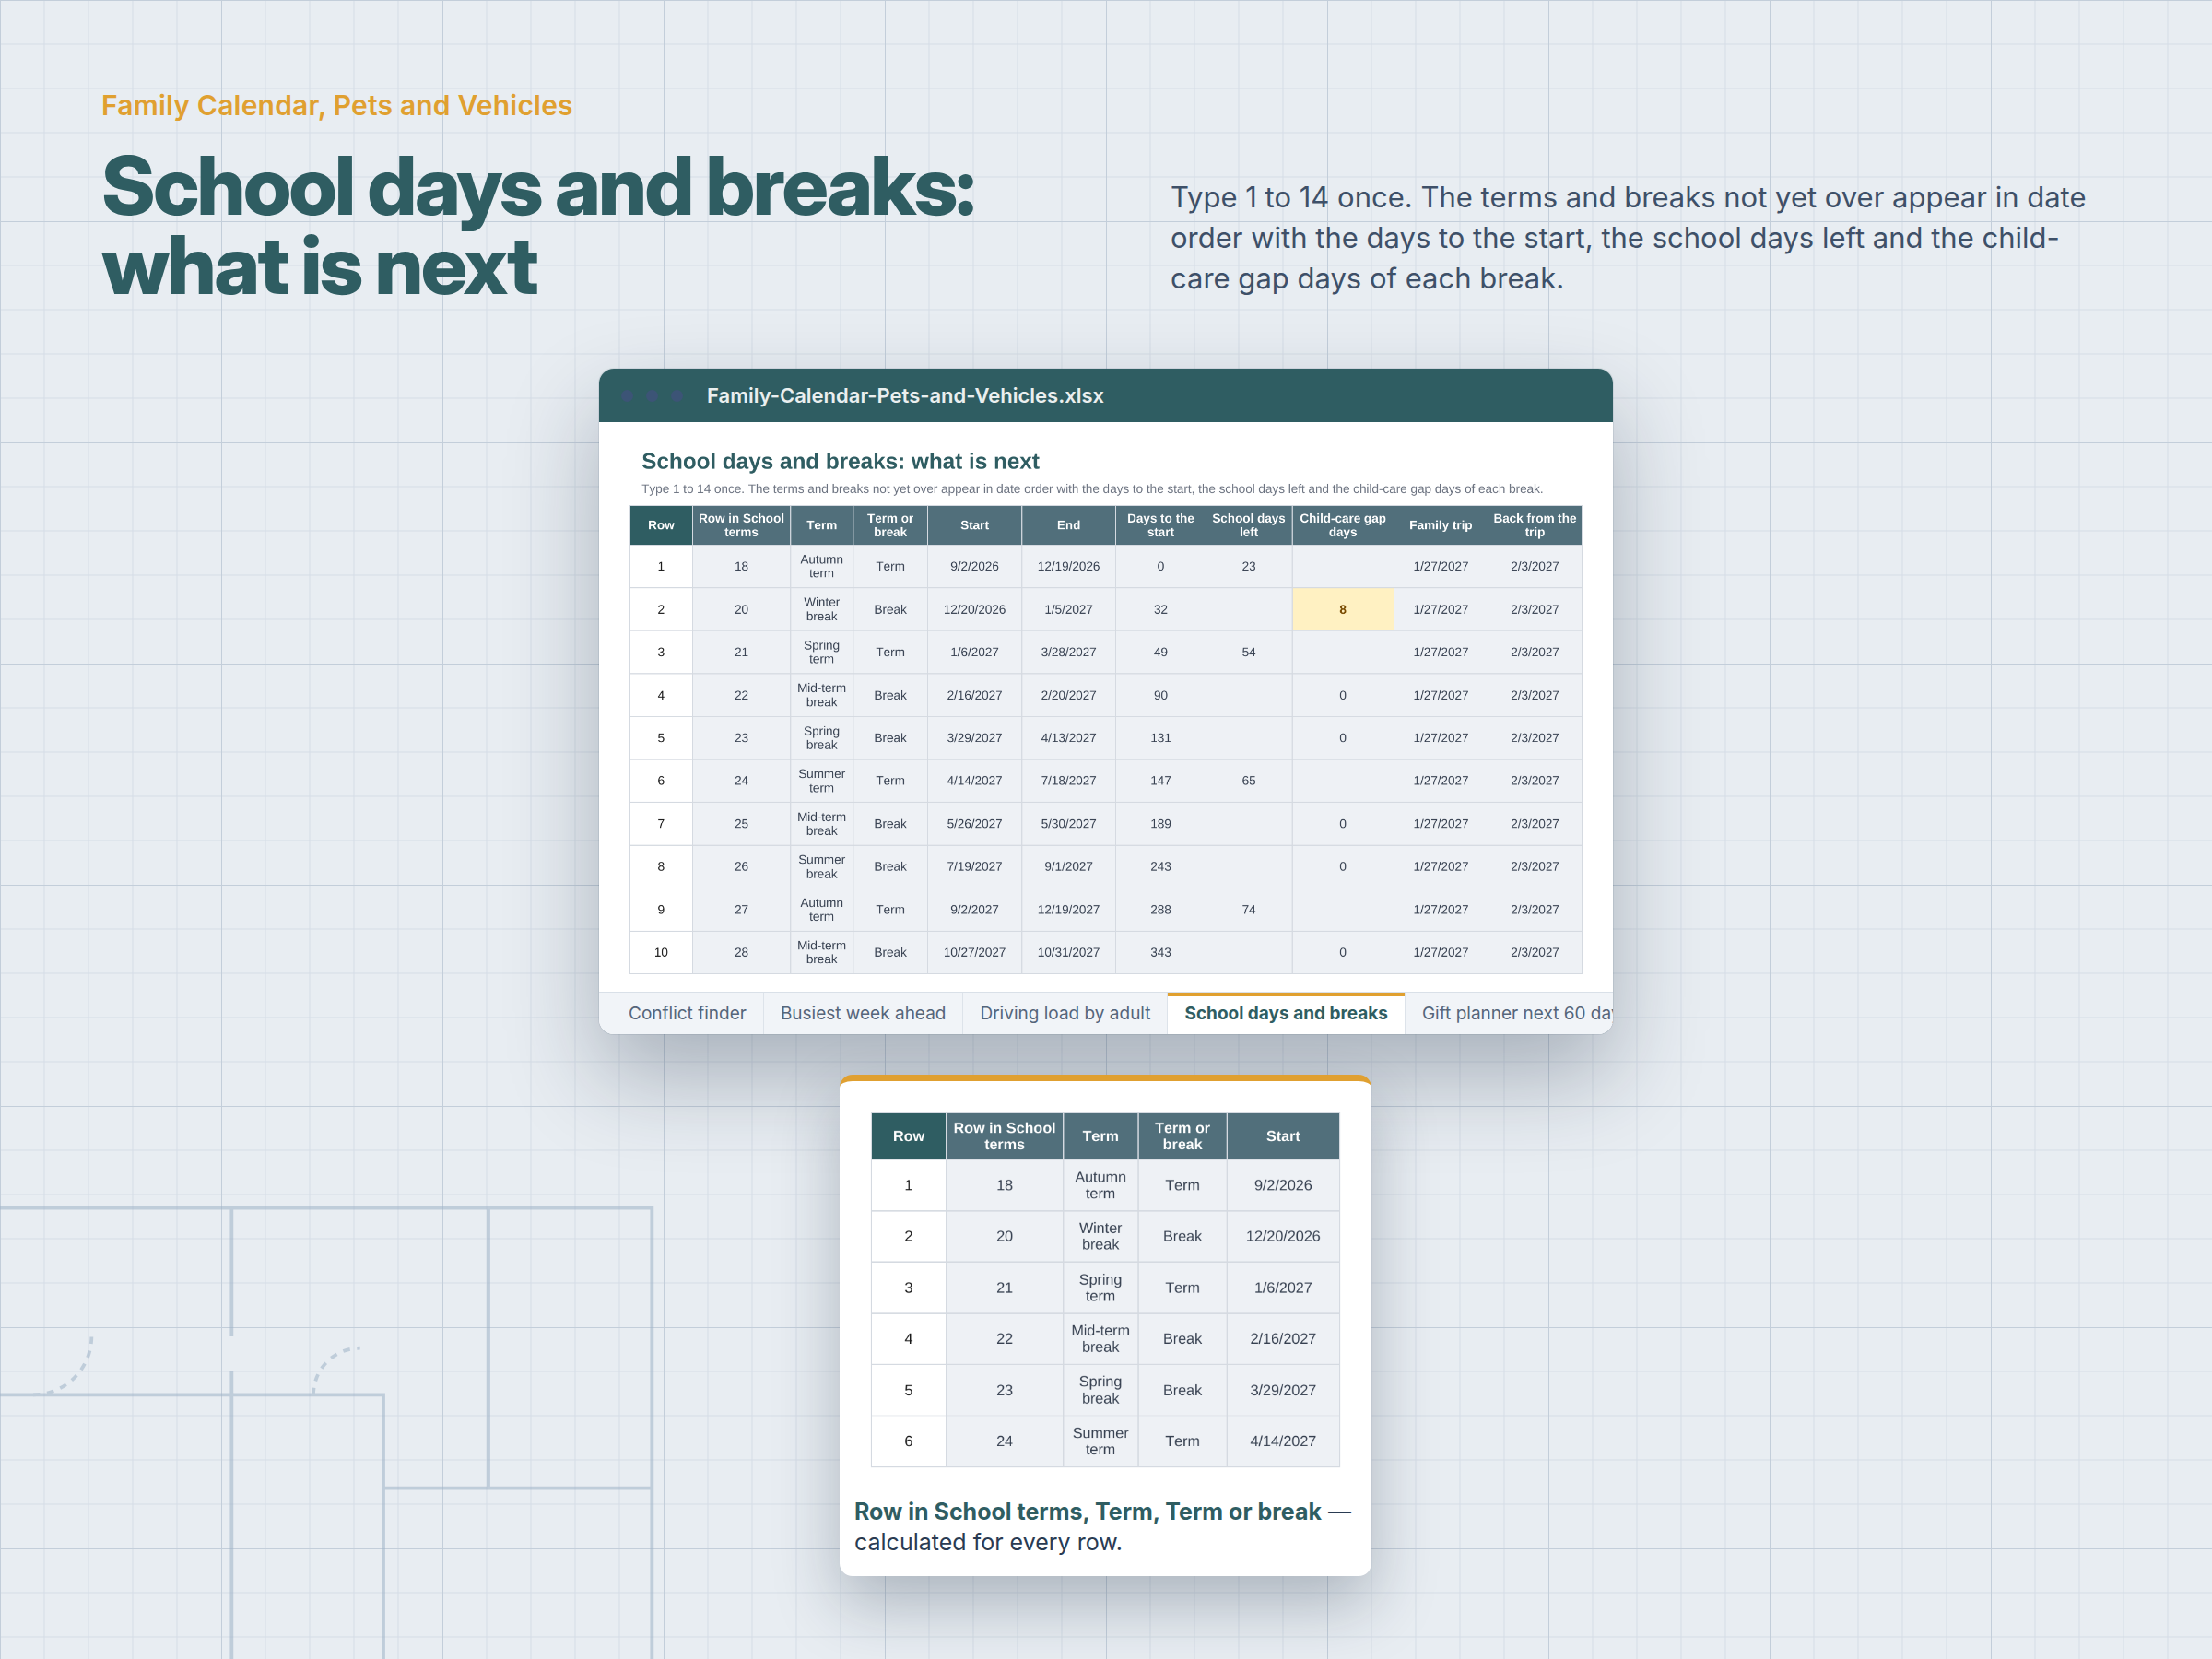 Family Calendar, Pets and Vehicles
School days and breaks:
what is next
Type 1 to 14 once. The terms and breaks not yet over appear in date
order with the days to the start, the school days left and the child-
care gap days of each break.
Family-Calendar-Pets-and-Vehicles.xlsx
School days and breaks: what is next
Type 1 to 14 once. The terms and breaks not yet over appear in date order with the days to the start, the school days left and the child-care gap days of each break.
Row Row in School terms Term Term or break Start End Days to the start School days left Child-care gap days Family trip Back from the trip
1 18 Autumn term Term 9/2/2026 12/19/2026 0 23 1/27/2027 2/3/2027
2 20 Winter break Break 12/20/2026 1/5/2027 32 8 1/27/2027 2/3/2027
3 21 Spring term Term 1/6/2027 3/28/2027 49 54 1/27/2027 2/3/2027
4 22 Mid-term break Break 2/16/2027 2/20/2027 90 0 1/27/2027 2/3/2027
5 23 Spring break Break 3/29/2027 4/13/2027 131 0 1/27/2027 2/3/2027
6 24 Summer term Term 4/14/2027 7/18/2027 147 65 1/27/2027 2/3/2027
7 25 Mid-term break Break 5/26/2027 5/30/2027 189 0 1/27/2027 2/3/2027
8 26 Summer break Break 7/19/2027 9/1/2027 243 0 1/27/2027 2/3/2027
9 27 Autumn term Term 9/2/2027 12/19/2027 288 74 1/27/2027 2/3/2027
10 28 Mid-term break Break 10/27/2027 10/31/2027 343 0 1/27/2027 2/3/2027
Conflict finder Busiest week ahead Driving load by adult School days and breaks Gift planner next 60
Row Row in School terms Term Term or break Start
1 18 Autumn term Term 9/2/2026
2 20 Winter break Break 12/20/2026
3 21 Spring term Term 1/6/2027
4 22 Mid-term break Break 2/16/2027
5 23 Spring break Break 3/29/2027
6 24 Summer term Term 4/14/2027
Row in School terms, Term, Term or break —
calculated for every row.